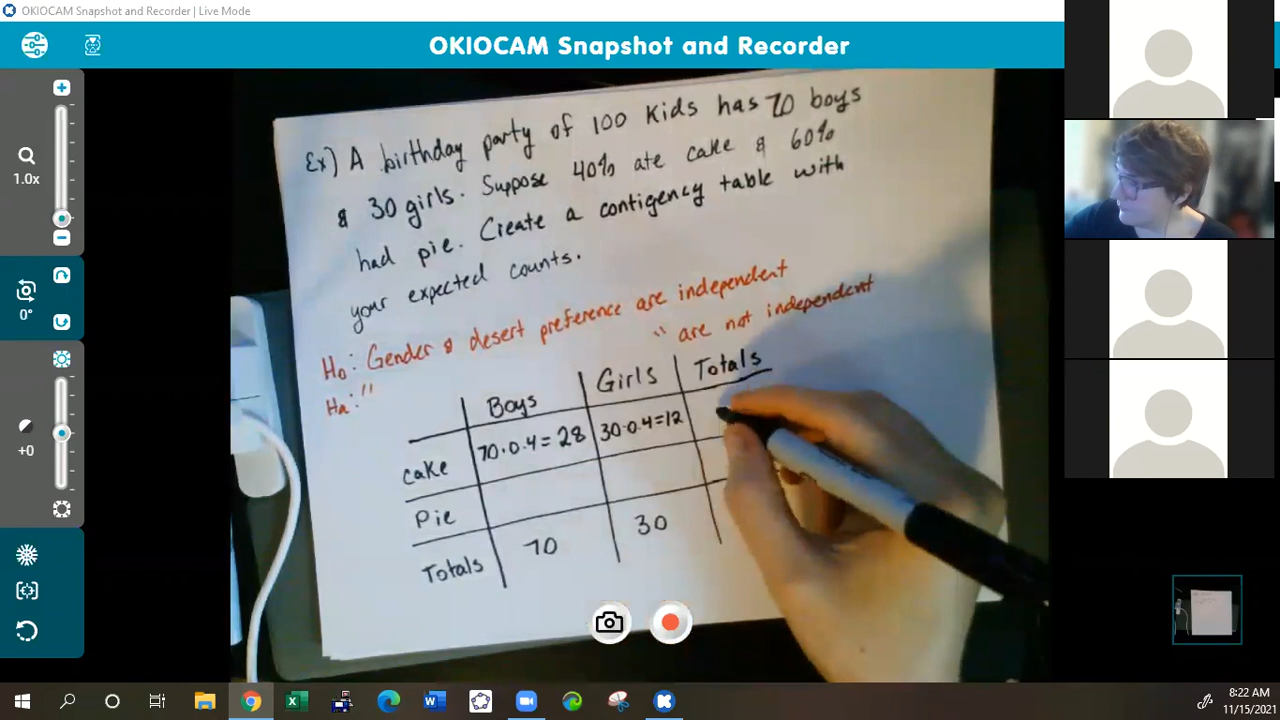 OKIOCAM Snapshot and Recorder | Live Mode
OKIOCAM Snapshot and Recorder
1.0x
0°
+0
Ex) A birthday party of 100 kids has 70 boys
& 30 girls. Suppose 40% ate cake & 60%
had pie. Create a contigency table with
your expected counts.
Ho: Gender & desert preference are independent
Ha: " " are not independent
Boys Girls Totals
cake 70·0.4=28 30·0.4=12
Pie
Totals 70 30
8:22 AM
11/15/2021